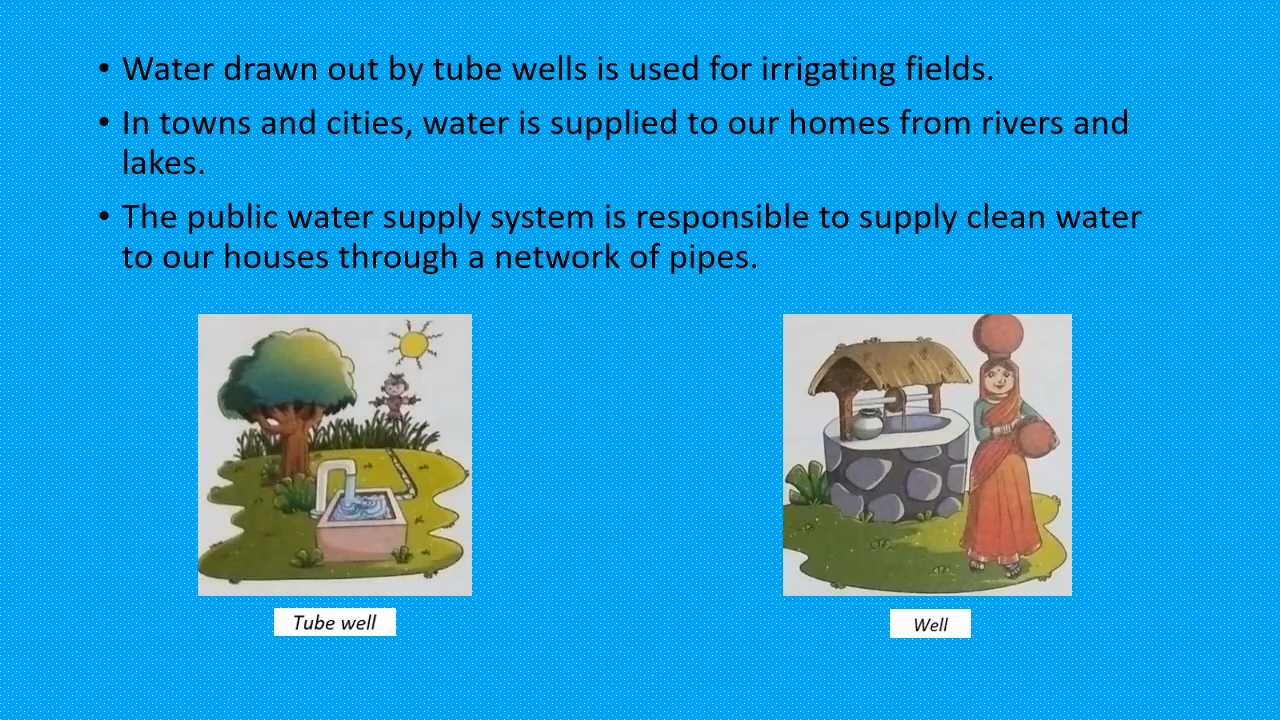 • Water drawn out by tube wells is used for irrigating fields.
• In towns and cities, water is supplied to our homes from rivers and
lakes.
• The public water supply system is responsible to supply clean water
to our houses through a network of pipes.
Tube well
Well